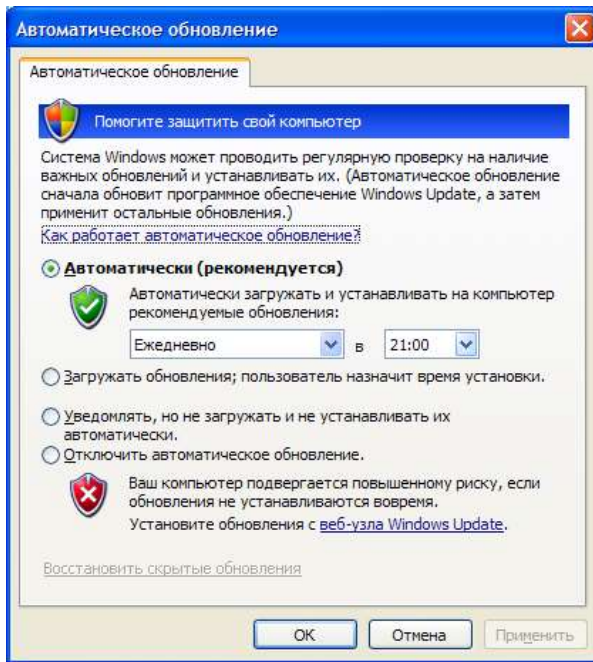 Автоматическое обновление
Автоматическое обновление
Помогите защитить свой компьютер
Система Windows может проводить регулярную проверку на наличие
важных обновлений и устанавливать их. (Автоматическое обновление
сначала обновит программное обеспечение Windows Update, а затем
применит остальные обновления.)
Как работает автоматическое обновление?
Автоматически (рекомендуется)
Автоматически загружать и устанавливать на компьютер
рекомендуемые обновления:
Ежедневно в 21:00
Загружать обновления; пользователь назначит время установки.
Уведомлять, но не загружать и не устанавливать их
автоматически.
Отключить автоматическое обновление.
Ваш компьютер подвергается повышенному риску, если
обновления не устанавливаются вовремя.
Установите обновления с веб-узла Windows Update.
Восстановить скрытые обновления
ОК Отмена Применить